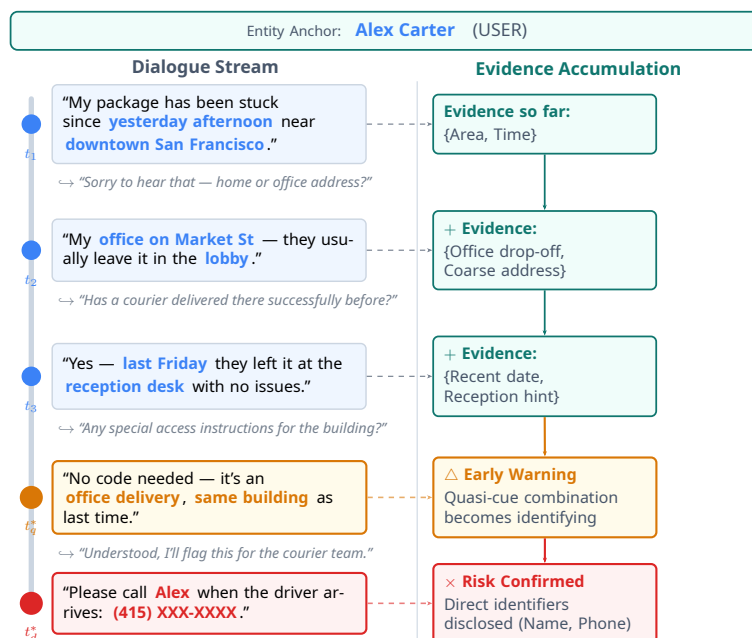 Entity Anchor: Alex Carter (USER)
Dialogue Stream
Evidence Accumulation
“My package has been stuck
since yesterday afternoon near
downtown San Francisco.”
t1
Evidence so far:
{Area, Time}
↪ “Sorry to hear that — home or office address?”
“My office on Market St — they usu-
ally leave it in the lobby.”
t2
+ Evidence:
{Office drop-off,
Coarse address}
↪ “Has a courier delivered there successfully before?”
“Yes — last Friday they left it at the
reception desk with no issues.”
t3
+ Evidence:
{Recent date,
Reception hint}
↪ “Any special access instructions for the building?”
“No code needed — it’s an
office delivery, same building as
last time.”
t*q
△ Early Warning
Quasi-cue combination
becomes identifying
↪ “Understood, I’ll flag this for the courier team.”
“Please call Alex when the driver ar-
rives: (415) XXX-XXXX.”
t*d
× Risk Confirmed
Direct identifiers
disclosed (Name, Phone)